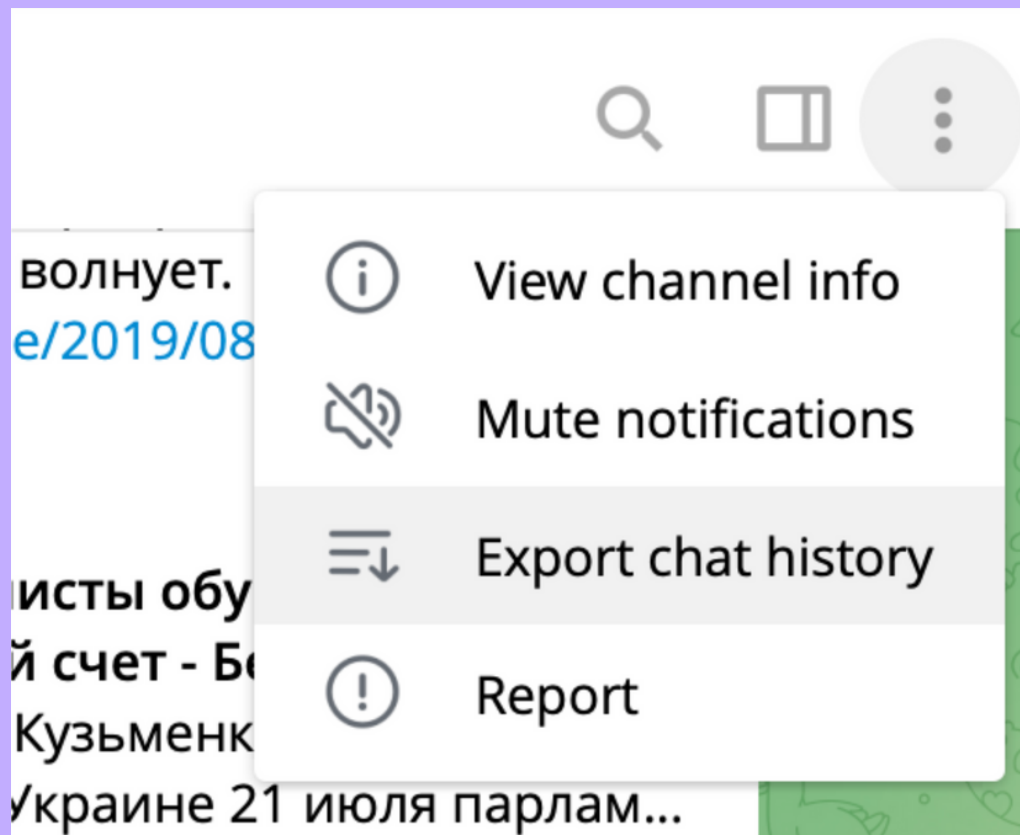 волнует.
View channel info
e/2019/08
Mute notifications
Export chat history
исты обу
й счет - Бе
Report
Кузьменк
Украине 21 июля парлам...